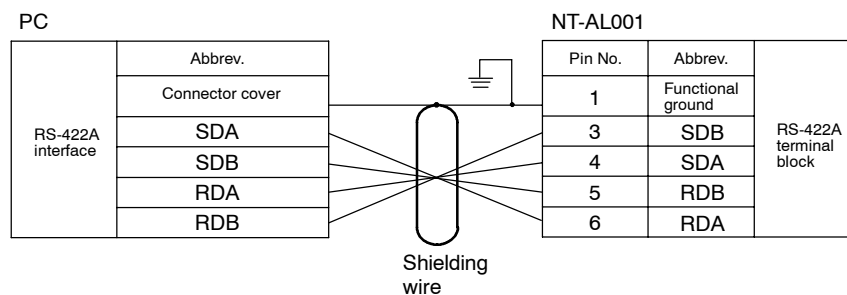 PC
NT-AL001
RS-422A
interface
Abbrev.
Connector cover
SDA
SDB
RDA
RDB
Shielding
wire
Pin No. Abbrev.
1 Functional
ground
3 SDB
4 SDA
5 RDB
6 RDA
RS-422A
terminal
block